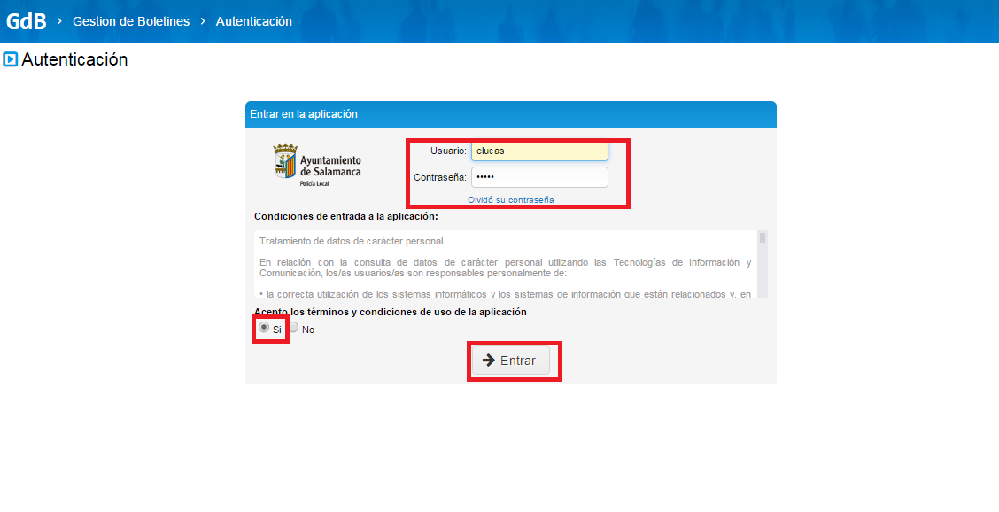 GdB > Gestion de Boletines > Autenticación
Autenticación
Entrar en la aplicación
Ayuntamiento
de Salamanca
Policía Local
Usuario: elucas
Contraseña: •••••
Olvidó su contraseña
Condiciones de entrada a la aplicación:
Tratamiento de datos de carácter personal
En relación con la consulta de datos de carácter personal utilizando las Tecnologías de Información y
Comunicación, los/as usuarios/as son responsables personalmente de:
• la correcta utilización de los sistemas informáticos y los sistemas de información que están relacionados y, en
Acepto los términos y condiciones de uso de la aplicación
Si No
Entrar